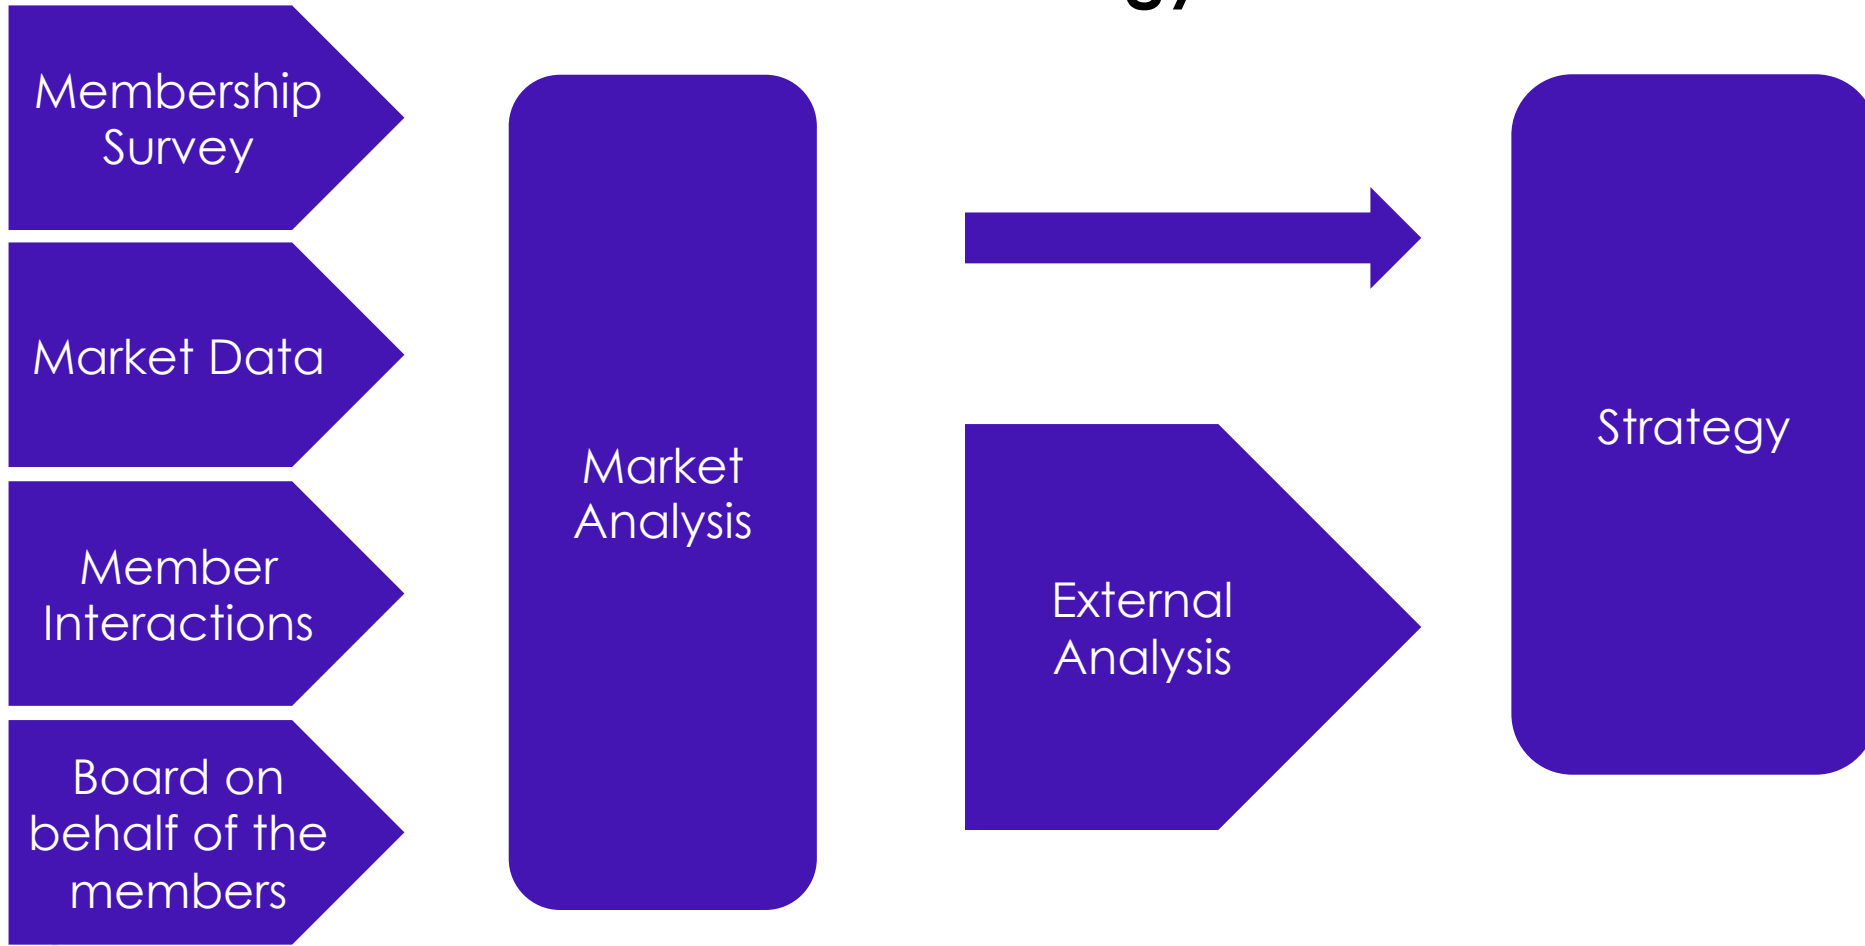 Membership
Survey
Market Data
Member
Interactions
Board on
behalf of the
members
Market
Analysis
External
Analysis
Strategy